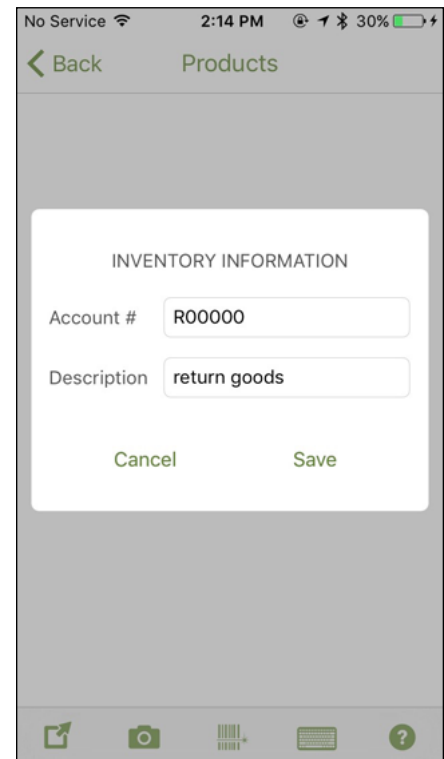 No Service 2:14 PM 30%
Back Products
INVENTORY INFORMATION
Account # R00000
Description return goods
Cancel Save
?